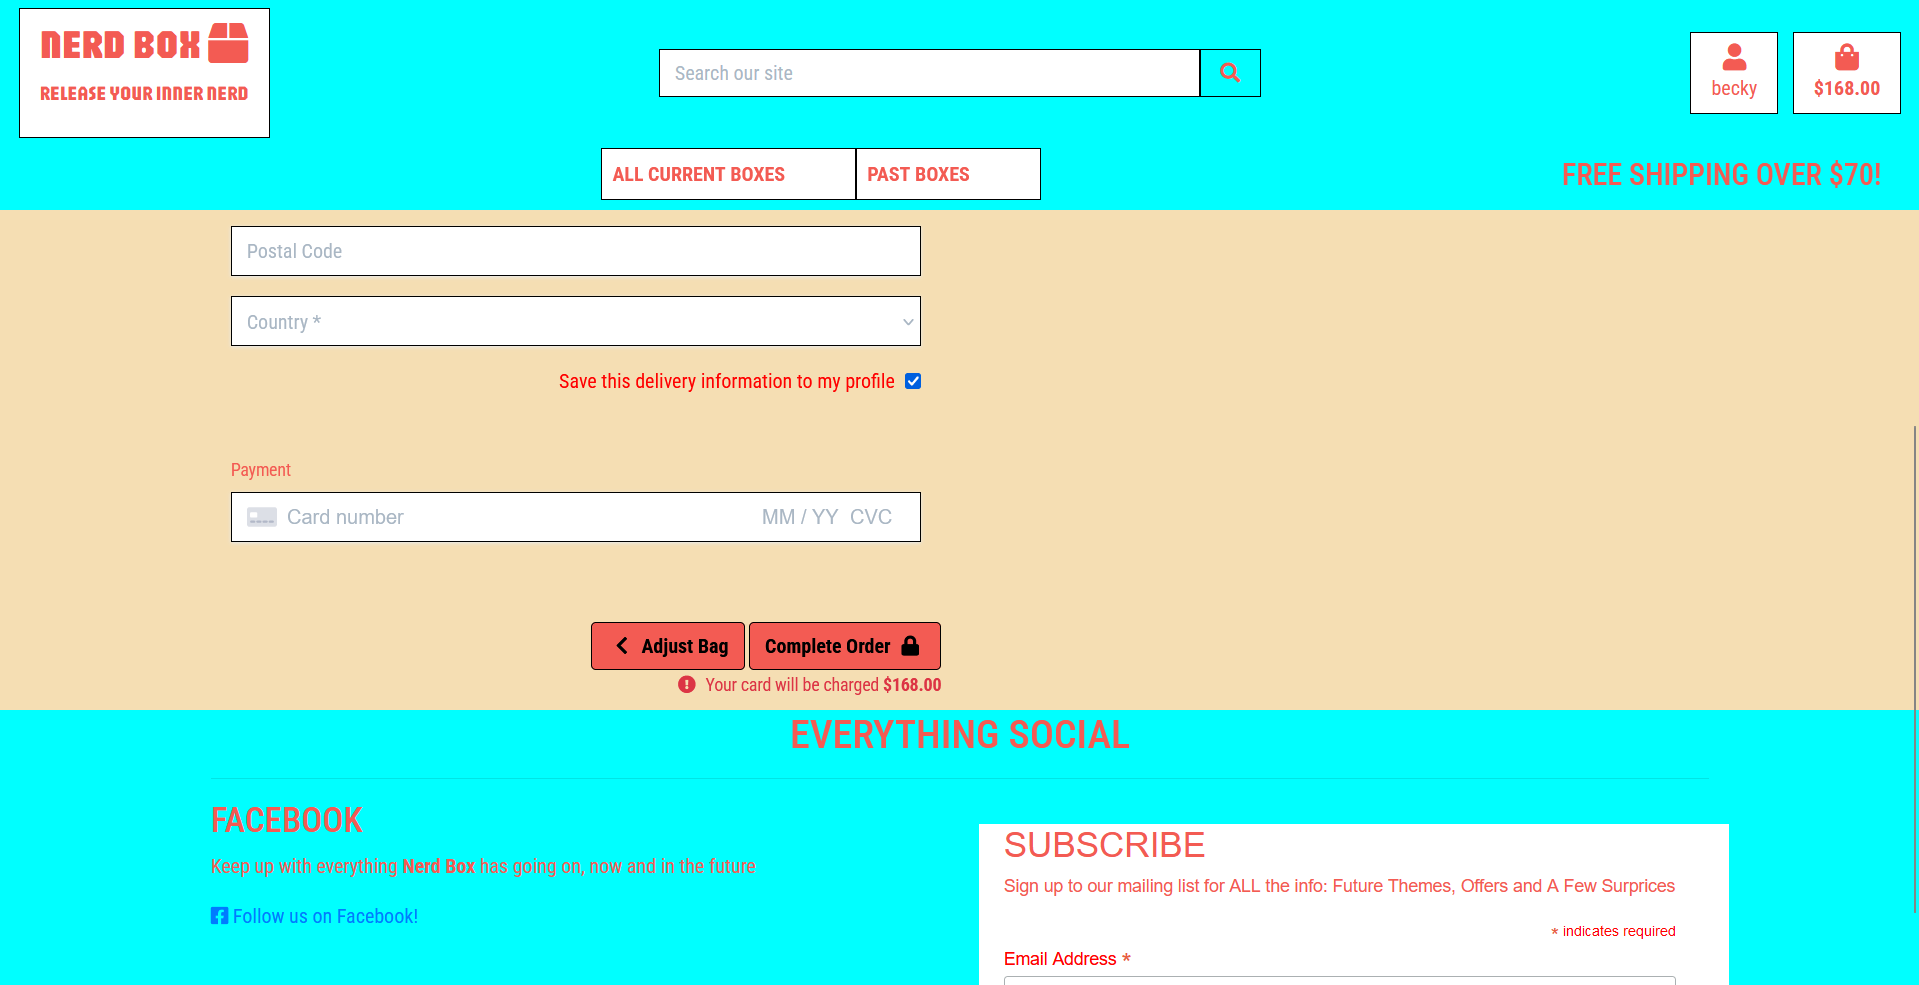 NERD BOX
RELEASE YOUR INNER NERD
Search our site
becky
$168.00
ALL CURRENT BOXES
PAST BOXES
FREE SHIPPING OVER $70!
Postal Code
Country *
Save this delivery information to my profile
Payment
Card number MM / YY CVC
Adjust Bag
Complete Order
Your card will be charged $168.00
EVERYTHING SOCIAL
FACEBOOK
Keep up with everything Nerd Box has going on, now and in the future
Follow us on Facebook!
SUBSCRIBE
Sign up to our mailing list for ALL the info: Future Themes, Offers and A Few Surprices
* indicates required
Email Address *